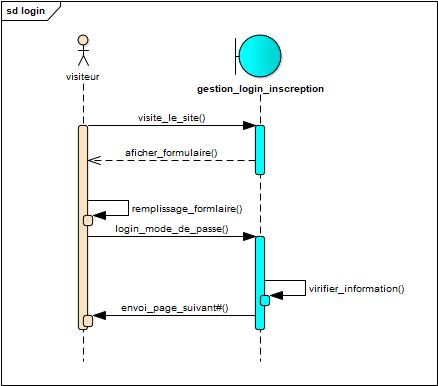 sd login
visiteur
gestion_login_inscreption
visite_le_site()
aficher_formulaire()
remplissage_formlaire()
login_mode_de_passe()
virifier_information()
envoi_page_suivant#()